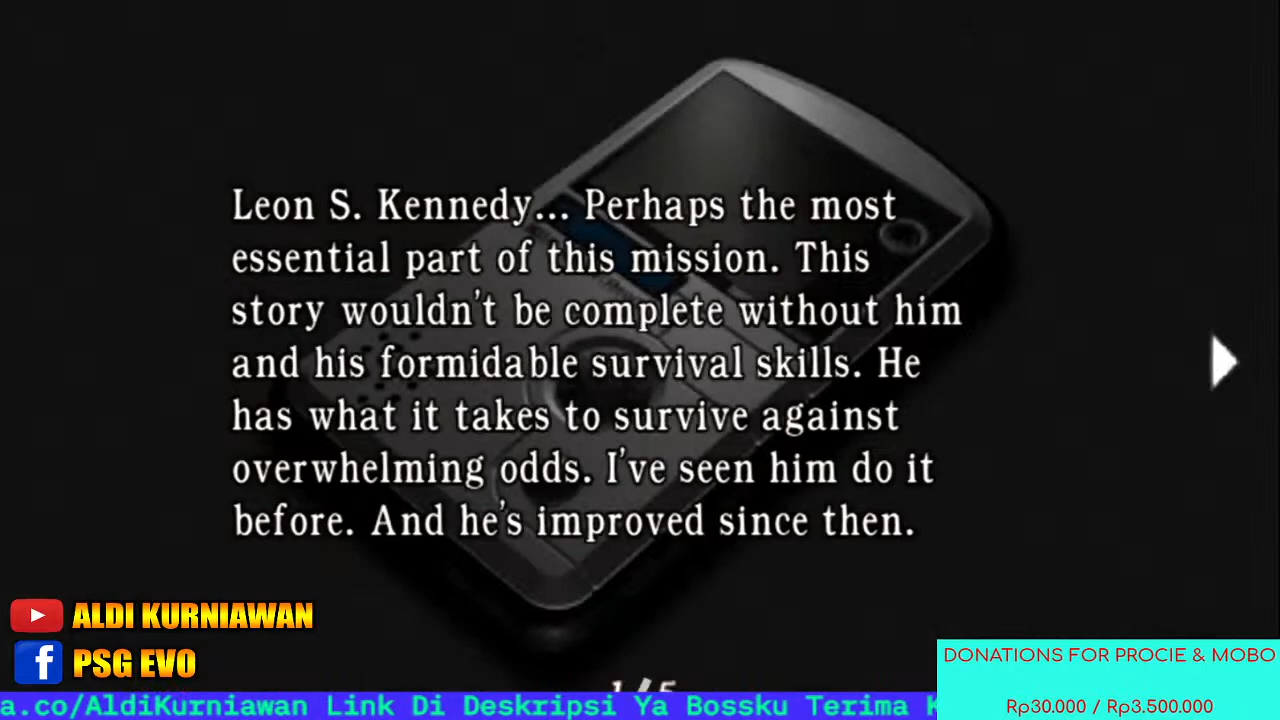 Leon S. Kennedy... Perhaps the most
essential part of this mission. This
story wouldn't be complete without him
and his formidable survival skills. He
has what it takes to survive against
overwhelming odds. I've seen him do it
before. And he's improved since then.
ALDI KURNIAWAN
PSG EVO
1/5
DONATIONS FOR PROCIE & MOBO
Rp30.000 / Rp3.500.000
a.co/AldiKurniawan Link Di Deskripsi Ya Bossku Terima K